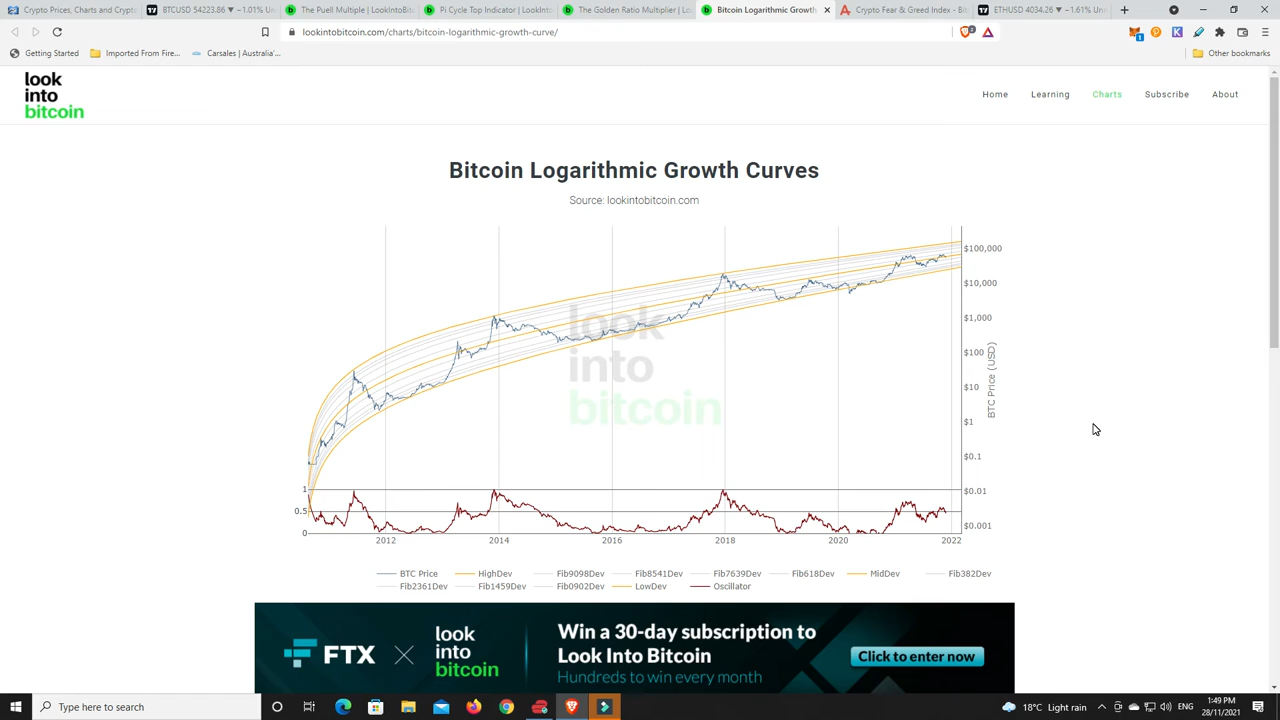 Crypto Prices, Charts and Crypto
BTCUSD 54223.86 ▼ −1.01% Un
The Puell Multiple | LookIntoBit
Pi Cycle Top Indicator | LookInt
The Golden Ratio Multiplier | Lo
Bitcoin Logarithmic Growth
Crypto Fear & Greed Index - Bit
ETHUSD 4034.26 ▼ −1.61% Un
lookintobitcoin.com/charts/bitcoin-logarithmic-growth-curve/
Getting Started
Imported From Fire...
Carsales | Australia'...
Other bookmarks
look
into
bitcoin
Home Learning Charts Subscribe About
Bitcoin Logarithmic Growth Curves
Source: lookintobitcoin.com
look
into
bitcoin
$100,000
$10,000
$1,000
$100
$10
$1
$0.1
$0.01
$0.001
BTC Price (USD)
1
0.5
0
2012 2014 2016 2018 2020 2022
BTC Price HighDev Fib9098Dev Fib8541Dev Fib7639Dev Fib618Dev MidDev Fib382Dev
Fib2361Dev Fib1459Dev Fib0902Dev LowDev Oscillator
FTX
look
into
bitcoin
Win a 30-day subscription to
Look Into Bitcoin
Hundreds to win every month
Click to enter now
Type here to search
18°C Light rain
ENG
1:49 PM
28/11/2021